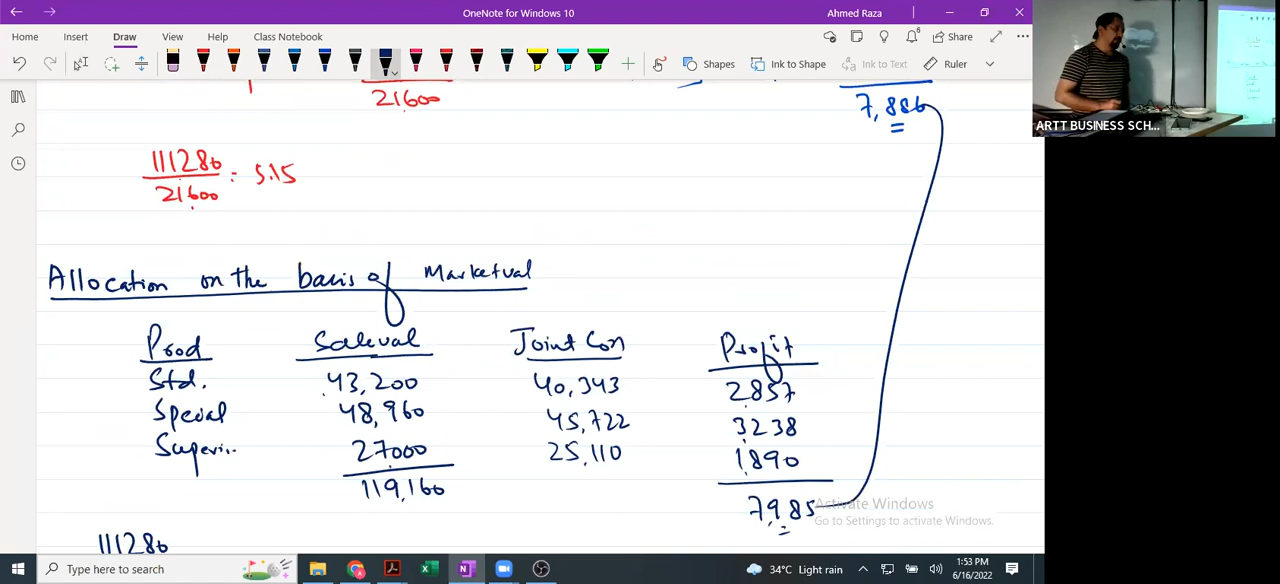 OneNote for Windows 10
Ahmed Raza
Home Insert Draw View Help Class Notebook
Share
Shapes Ink to Shape Ink to Text Ruler
21600
7,886
111280
21600
= 5.15
Allocation on the basis of Marketval
Prod Saleval Joint Con Profit
Std. 43,200 40,343 2857
Special 48,960 45,722 3238
Superi.. 27000 25,110 1,890
119,160 7985
111280
Activate Windows
Go to Settings to activate Windows.
ARTT BUSINESS SCH...
Type here to search
34°C Light rain
1:53 PM
6/16/2022